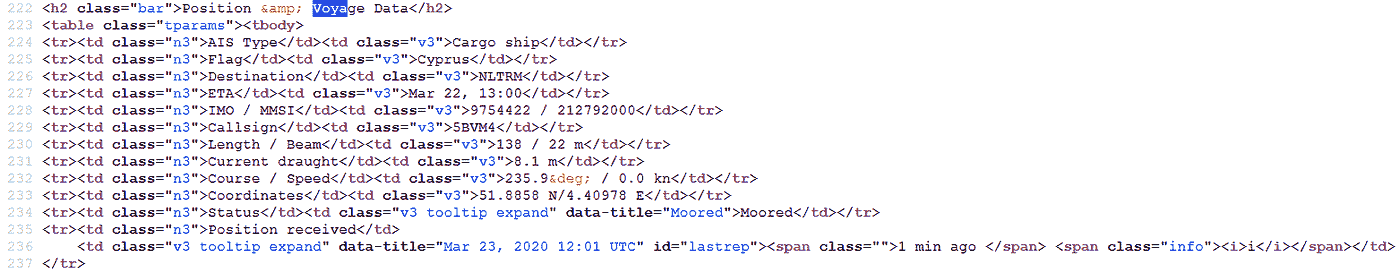 222 <h2 class="bar">Position &amp; Voyage Data</h2>
223 <table class="tparams"><tbody>
224 <tr><td class="n3">AIS Type</td><td class="v3">Cargo ship</td></tr>
225 <tr><td class="n3">Flag</td><td class="v3">Cyprus</td></tr>
226 <tr><td class="n3">Destination</td><td class="v3">NLTRM</td></tr>
227 <tr><td class="n3">ETA</td><td class="v3">Mar 22, 13:00</td></tr>
228 <tr><td class="n3">IMO / MMSI</td><td class="v3">9754422 / 212792000</td></tr>
229 <tr><td class="n3">Callsign</td><td class="v3">5BVM4</td></tr>
230 <tr><td class="n3">Length / Beam</td><td class="v3">138 / 22 m</td></tr>
231 <tr><td class="n3">Current draught</td><td class="v3">8.1 m</td></tr>
232 <tr><td class="n3">Course / Speed</td><td class="v3">235.9&deg; / 0.0 kn</td></tr>
233 <tr><td class="n3">Coordinates</td><td class="v3">51.8858 N/4.40978 E</td></tr>
234 <tr><td class="n3">Status</td><td class="v3 tooltip expand" data-title="Moored">Moored</td></tr>
235 <tr><td class="n3">Position received</td>
236 <td class="v3 tooltip expand" data-title="Mar 23, 2020 12:01 UTC" id="lastrep"><span class="">1 min ago </span> <span class="info"><i>i</i></span></td>
237 </tr>